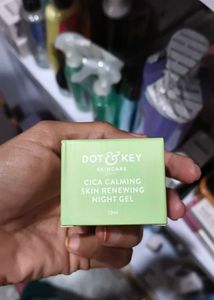 DOT & KEY
SKINCARE
CICA CALMING
SKIN RENEWING
NIGHT GEL